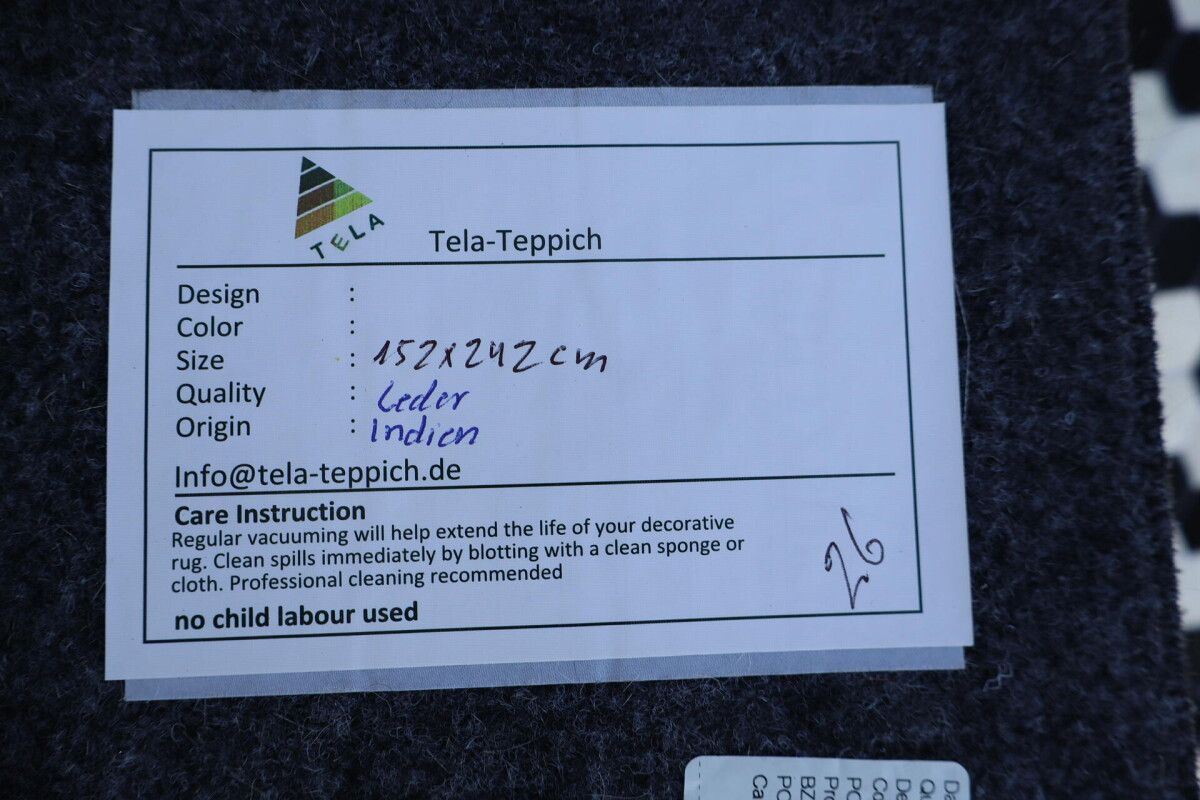 TELA
Tela-Teppich
Design :
Color :
Size : 152x242cm
Quality : Leder
Origin : Indien
Info@tela-teppich.de
Care Instruction
Regular vacuuming will help extend the life of your decorative
rug. Clean spills immediately by blotting with a clean sponge or
cloth. Professional cleaning recommended
no child labour used
26